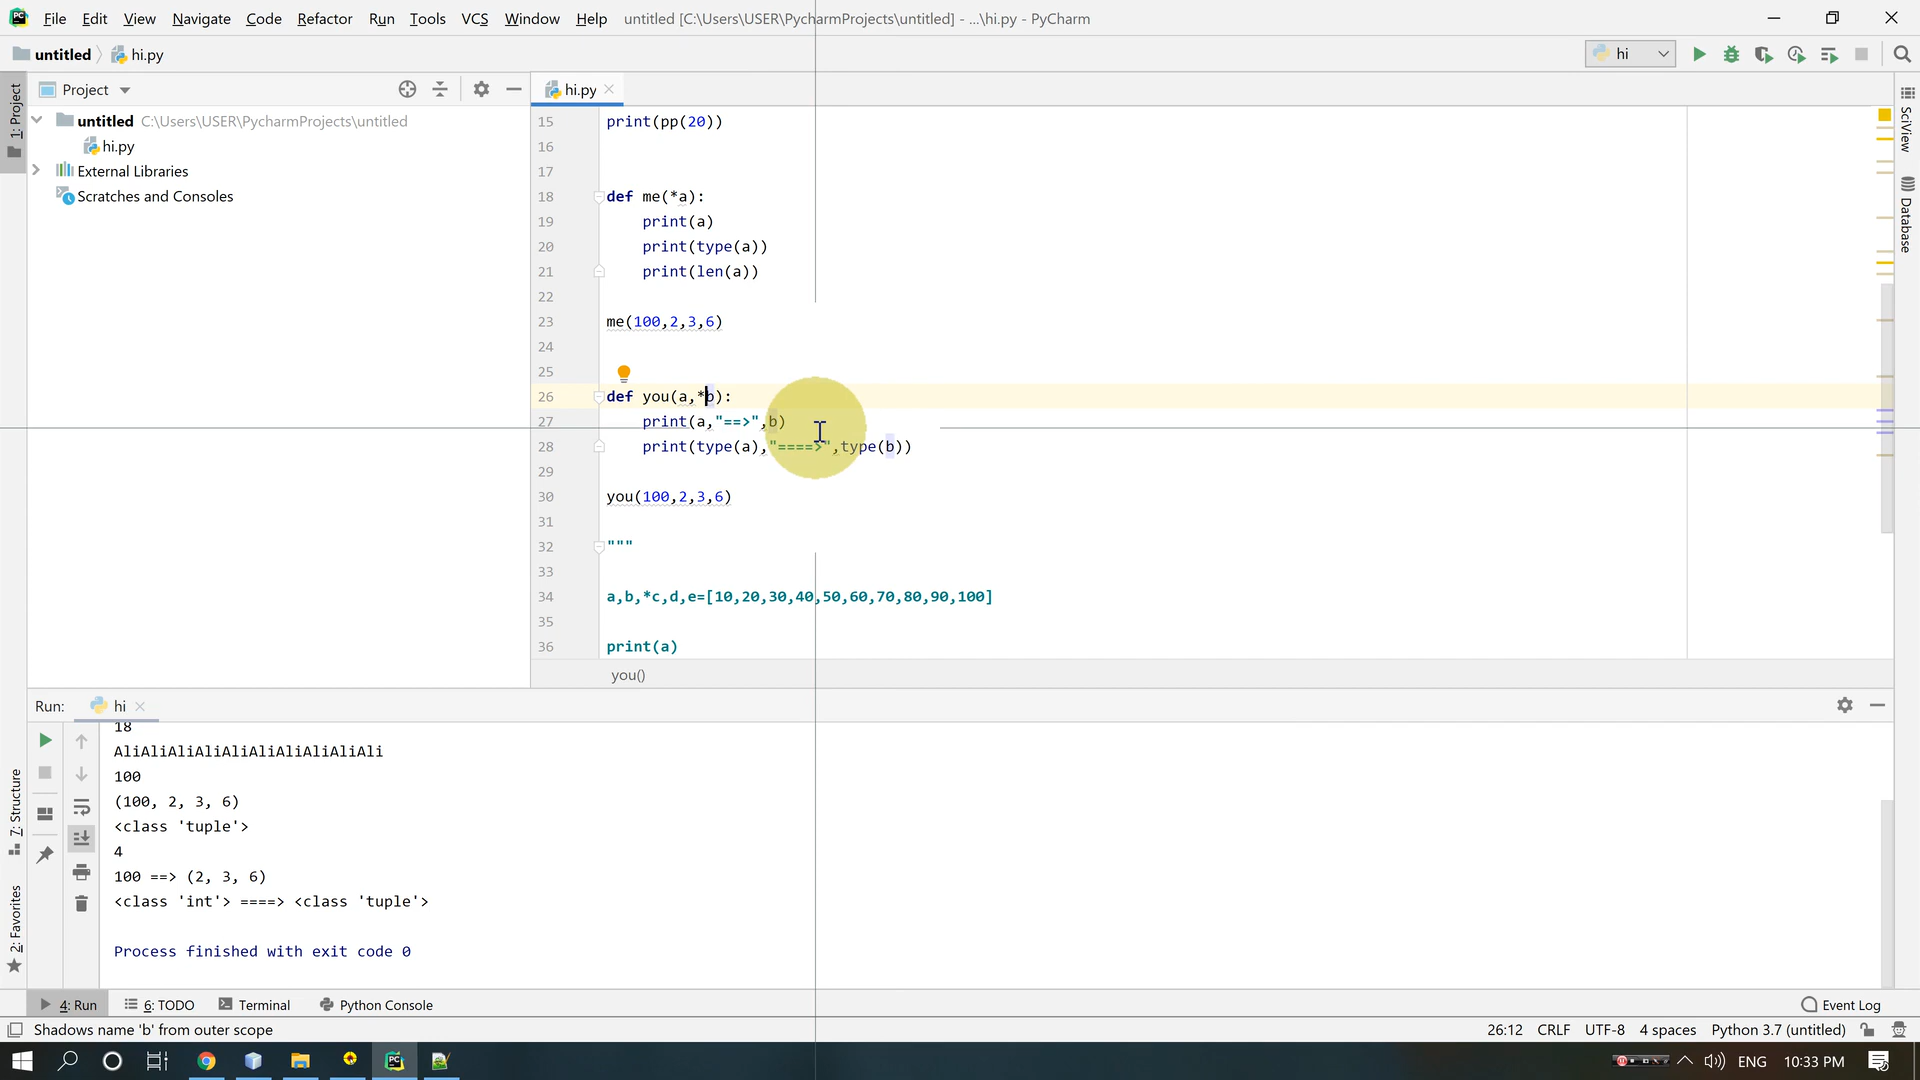 File Edit View Navigate Code Refactor Run Tools VCS Window Help untitled [C:\Users\USER\PycharmProjects\untitled] - ...\hi.py - PyCharm
untitled hi.py
hi
1: Project
Project
hi.py
untitled C:\Users\USER\PycharmProjects\untitled
hi.py
External Libraries
Scratches and Consoles
15 print(pp(20))
16
17
18 def me(*a):
19 print(a)
20 print(type(a))
21 print(len(a))
22
23 me(100,2,3,6)
24
25
26 def you(a,*b):
27 print(a,"==>",b)
28 print(type(a),"====>",type(b))
29
30 you(100,2,3,6)
31
32 """
33
34 a,b,*c,d,e=[10,20,30,40,50,60,70,80,90,100]
35
36 print(a)
you()
SciView
Database
Run: hi
18
AliAliAliAliAliAliAliAliAliAli
100
(100, 2, 3, 6)
<class 'tuple'>
4
100 ==> (2, 3, 6)
<class 'int'> ====> <class 'tuple'>
Process finished with exit code 0
7: Structure
2: Favorites
4: Run 6: TODO Terminal Python Console Event Log
Shadows name 'b' from outer scope 26:12 CRLF UTF-8 4 spaces Python 3.7 (untitled)
PC ENG 10:33 PM